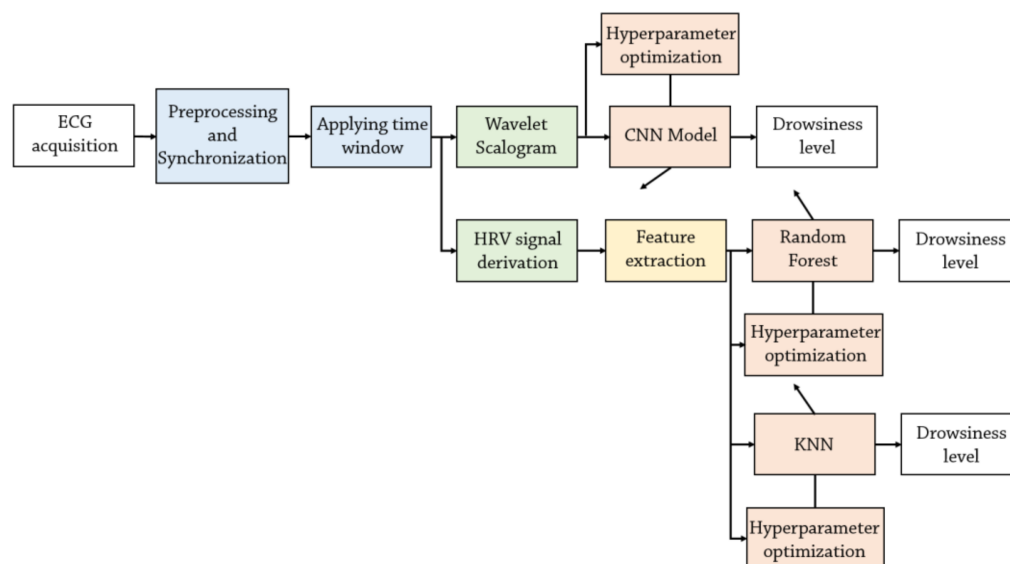 Hyperparameter
optimization
ECG
acquisition
Preprocessing
and
Synchronization
Applying time
window
Wavelet
Scalogram
CNN Model
Drowsiness
level
HRV signal
derivation
Feature
extraction
Random
Forest
Drowsiness
level
Hyperparameter
optimization
KNN
Drowsiness
level
Hyperparameter
optimization